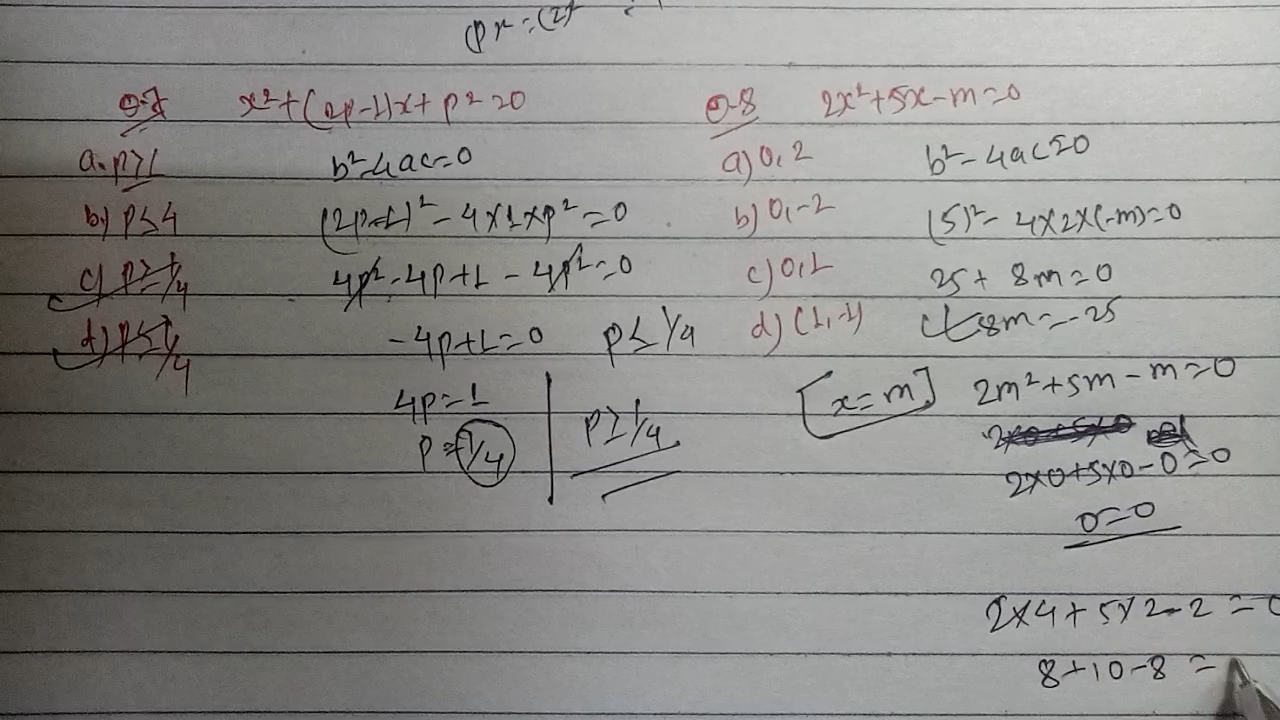 (p)² = (2)
Q-7 x²+(2p-1)x+p²=0
a. p≥1 b²-4ac=0
b) p≤4 (2p-1)²-4×1×p²=0
c) p≥1/4 4p²-4p+1-4p²=0
d) p≤1/4 -4p+1=0 p≤1/4
4p=1
p=1/4 p≥1/4
Q-8 2x²+5x-m=0
a) 0,2 b²-4ac=0
b) 0,-2 (5)²-4×2×(-m)=0
c) 0,1 25+8m=0
d) (1,-1) 8m=-25
[x=m] 2m²+5m-m=0
2×0+5×0-0=0
0=0
2×4+5×2-2=0
8+10-8=